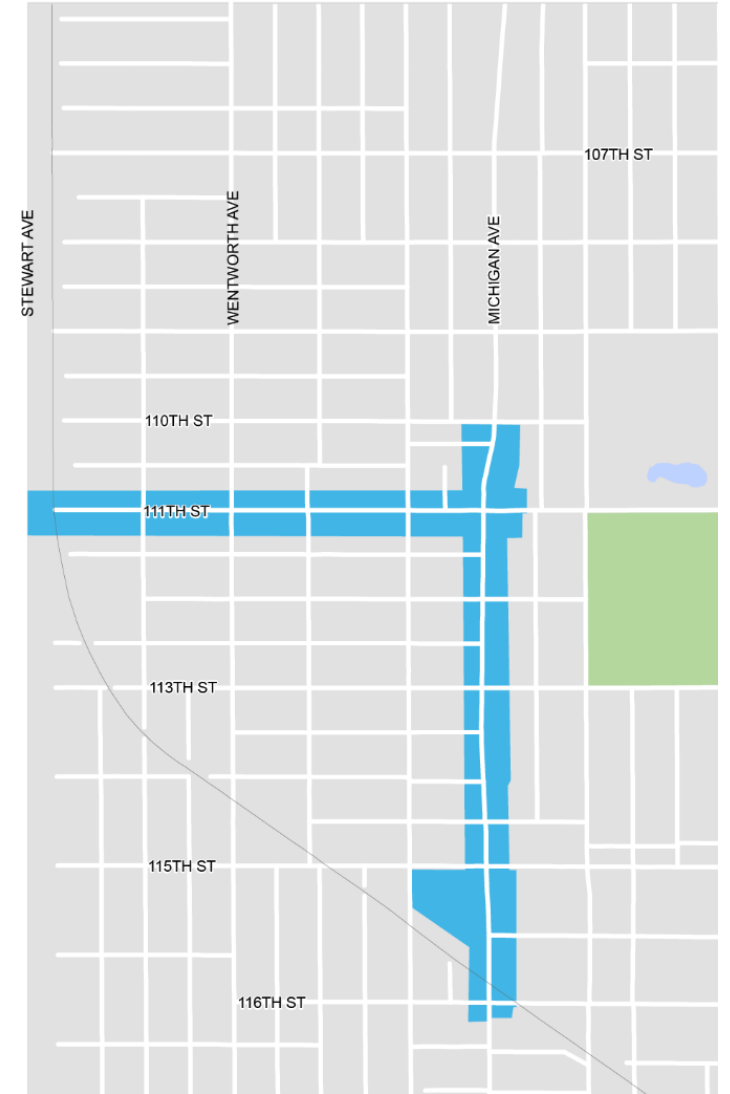 107TH ST
STEWART AVE
WENTWORTH AVE
MICHIGAN AVE
110TH ST
111TH ST
113TH ST
115TH ST
116TH ST